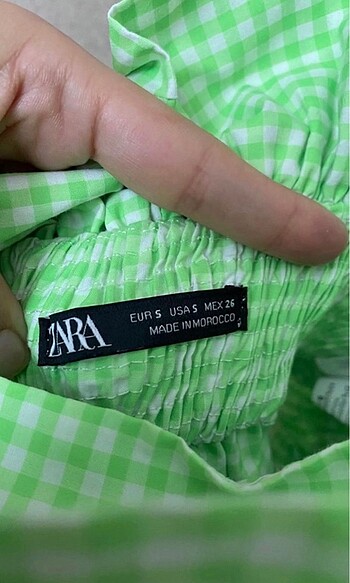 ZARA
EUR S USA S MEX 26
MADE IN MOROCCO